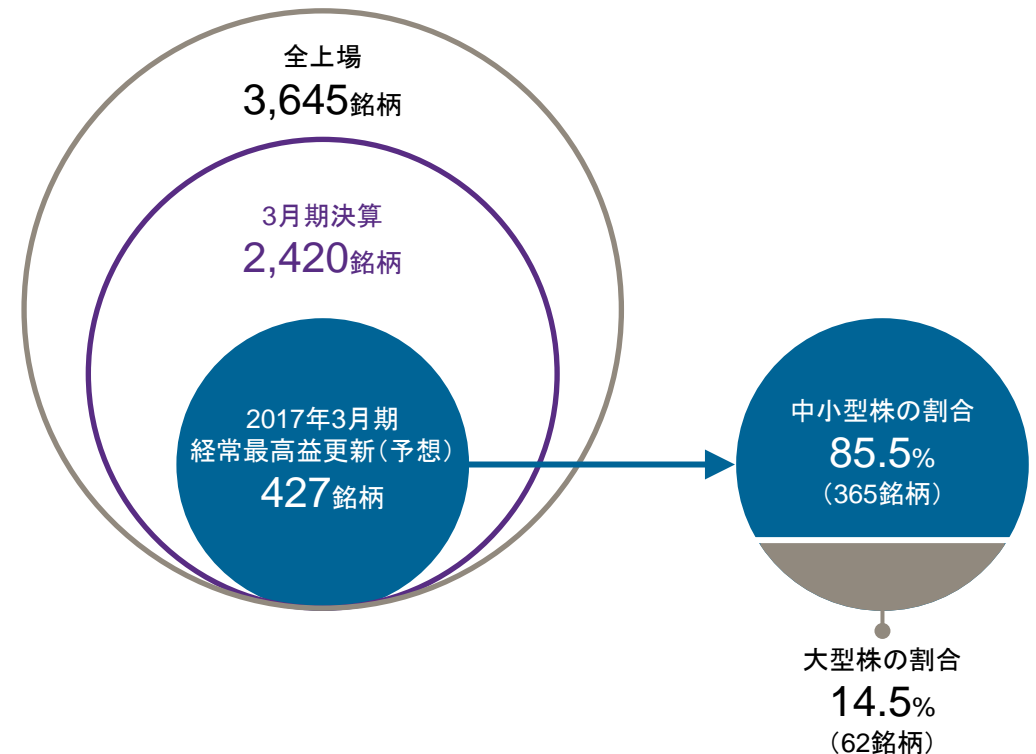 全上場
3,645銘柄
3月期決算
2,420銘柄
2017年3月期
経常最高益更新（予想）
427銘柄
中小型株の割合
85.5%
（365銘柄）
大型株の割合
14.5%
（62銘柄）